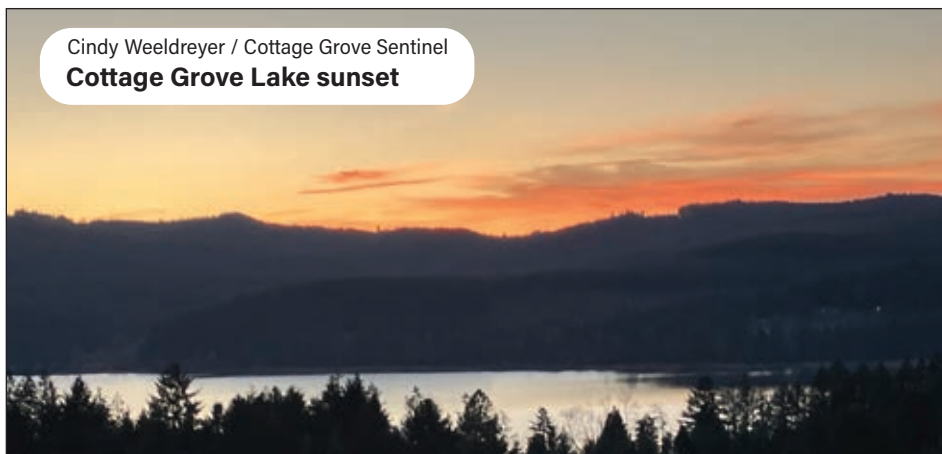 Cindy Weeldreyer / Cottage Grove Sentinel
Cottage Grove Lake sunset